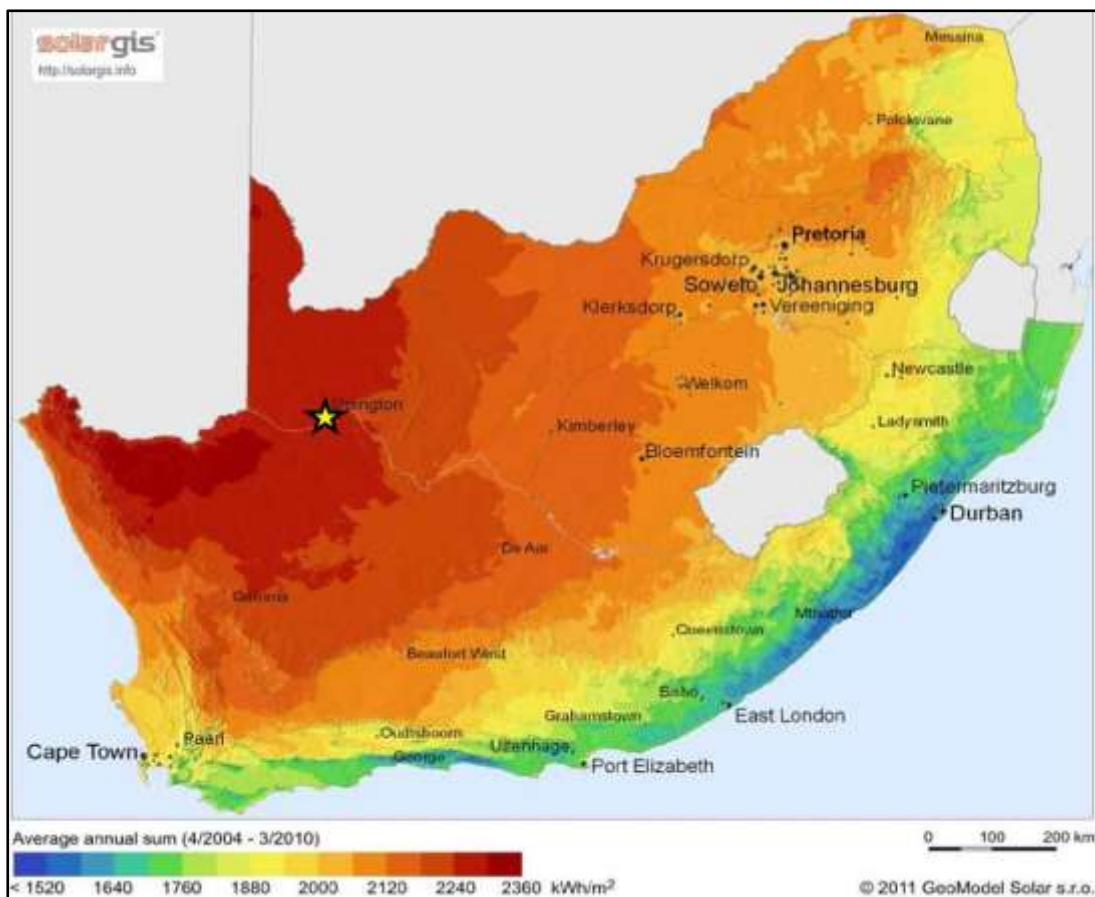 solargis
http://solargis.info
Messina
Polokwane
Pretoria
Krugersdorp
Soweto Johannesburg
Klerksdorp Vereeniging
Newcastle
Welkom
Upington
Kimberley
Ladysmith
Bloemfontein
Pietermaritzburg
Durban
De Aar
Mthatha
Queenstown
Beaufort West
Bisho
East London
Grahamstown
Oudtshoorn
Paarl
Cape Town
George
Uitenhage
Port Elizabeth
Average annual sum (4/2004 - 3/2010)
0 100 200 km
< 1520 1640 1760 1880 2000 2120 2240 2360 kWh/m²
© 2011 GeoModel Solar s.r.o.